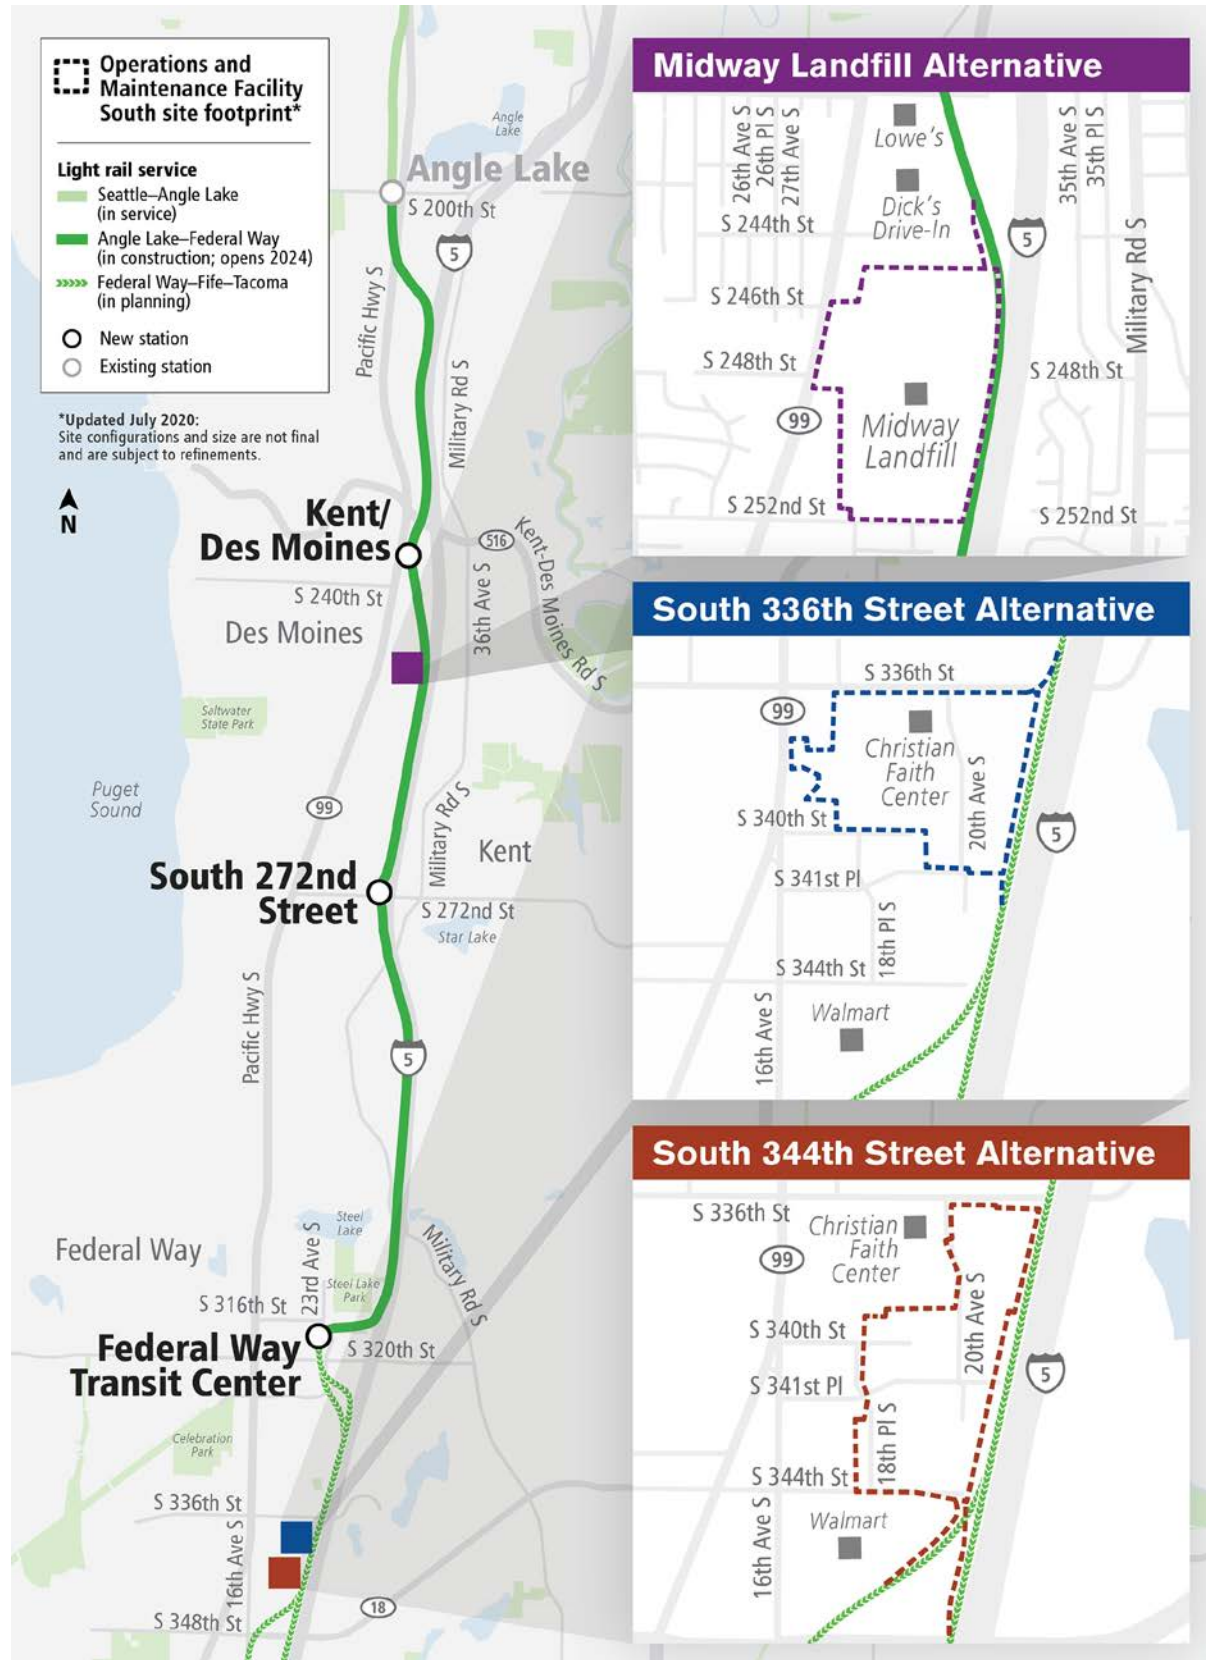 Operations and
Maintenance Facility
South site footprint*
Light rail service
Seattle–Angle Lake
(in service)
Angle Lake–Federal Way
(in construction; opens 2024)
Federal Way–Fife–Tacoma
(in planning)
New station
Existing station
*Updated July 2020:
Site configurations and size are not final
and are subject to refinements.
N
Angle
Lake
Angle Lake
S 200th St
5
Pacific Hwy S
Military Rd S
Kent/
Des Moines
516
Kent-Des Moines Rd S
36th Ave S
S 240th St
Des Moines
Saltwater
State Park
Puget
Sound
99
Military Rd S
Kent
South 272nd
Street
S 272nd St
Star Lake
Pacific Hwy S
5
Steel
Lake
Federal Way
23rd Ave S
Steel Lake
Park
Military Rd S
S 316th St
Federal Way
Transit Center
S 320th St
Celebration
Park
S 336th St
16th Ave S
18
S 348th St
Midway Landfill Alternative
26th Ave S
26th Pl S
27th Ave S
Lowe's
35th Ave S
35th Pl S
Dick's
Drive-In
S 244th St
5
Military Rd S
S 246th St
S 248th St
S 248th St
99
Midway
Landfill
S 252nd St
S 252nd St
South 336th Street Alternative
S 336th St
99
Christian
Faith
Center
20th Ave S
S 340th St
5
S 341st Pl
18th Pl S
S 344th St
16th Ave S
Walmart
South 344th Street Alternative
S 336th St
Christian
Faith
Center
99
20th Ave S
S 340th St
5
S 341st Pl
18th Pl S
S 344th St
16th Ave S
Walmart